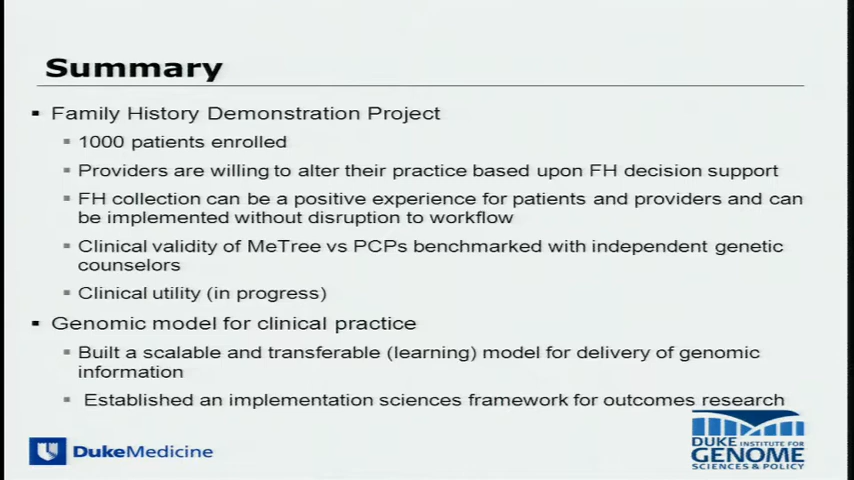 Summary
Family History Demonstration Project
1000 patients enrolled
Providers are willing to alter their practice based upon FH decision support
FH collection can be a positive experience for patients and providers and can
be implemented without disruption to workflow
Clinical validity of MeTree vs PCPs benchmarked with independent genetic
counselors
Clinical utility (in progress)
Genomic model for clinical practice
Built a scalable and transferable (learning) model for delivery of genomic
information
Established an implementation sciences framework for outcomes research
DukeMedicine
DUKE INSTITUTE FOR
GENOME
SCIENCES & POLICY